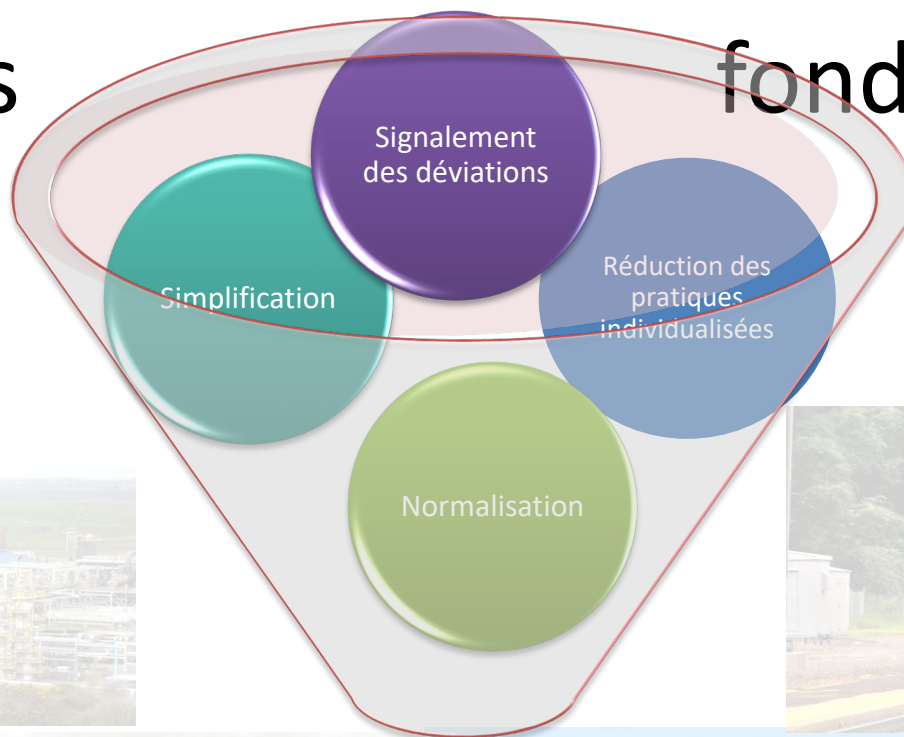 s fond
Signalement
des déviations
Simplification
Réduction des
pratiques
individualisées
Normalisation